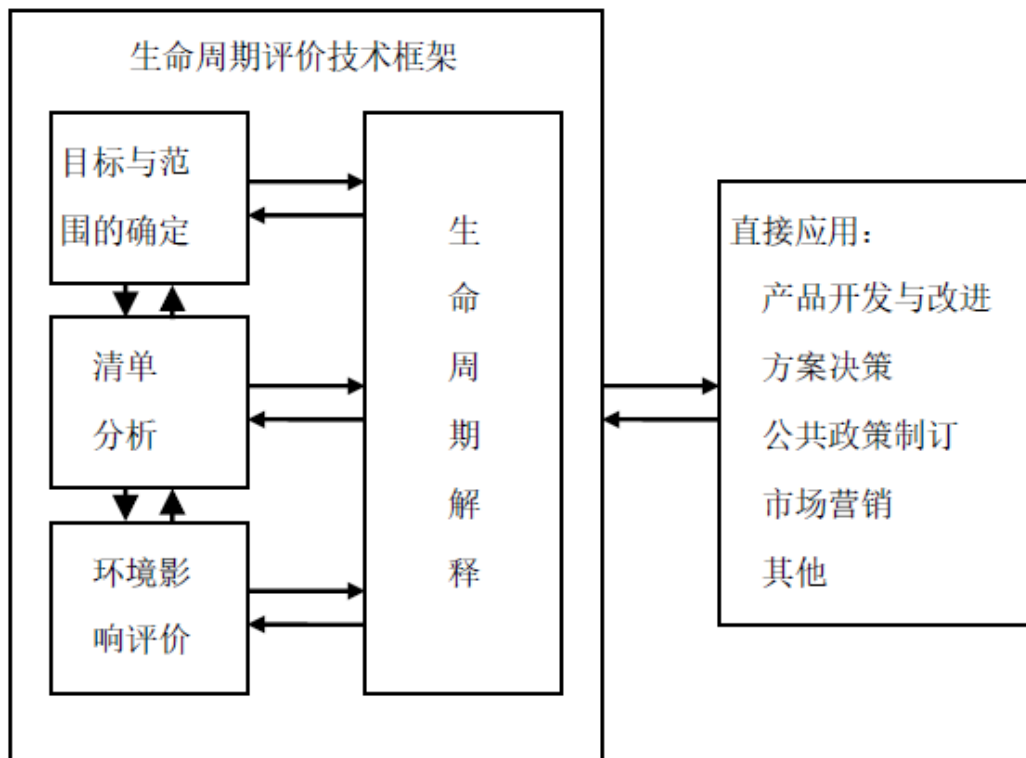 生命周期评价技术框架
目标与范
围的确定
清单
分析
环境影
响评价
生
命
周
期
解
释
直接应用：
产品开发与改进
方案决策
公共政策制订
市场营销
其他